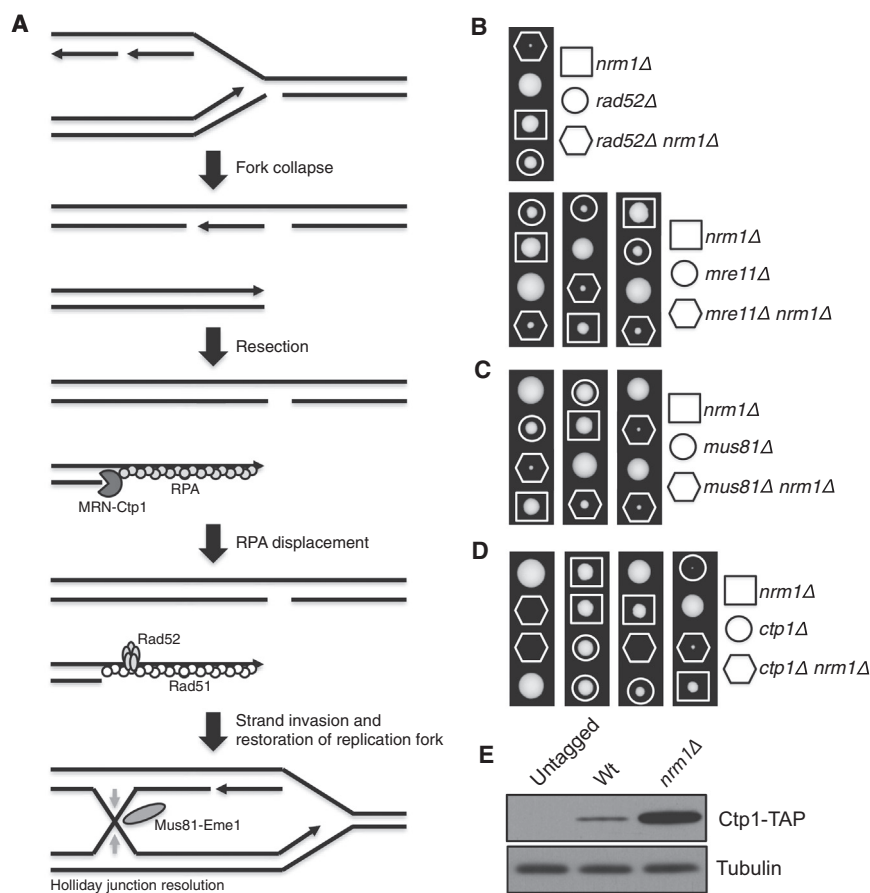 A
Fork collapse
Resection
MRN-Ctp1
RPA
RPA displacement
Rad52
Rad51
Strand invasion and
restoration of replication fork
Mus81-Eme1
Holliday junction resolution
B
nrm1Δ
rad52Δ
rad52Δ nrm1Δ
nrm1Δ
mre11Δ
mre11Δ nrm1Δ
C
nrm1Δ
mus81Δ
mus81Δ nrm1Δ
D
nrm1Δ
ctp1Δ
ctp1Δ nrm1Δ
E
Untagged
Wt
nrm1Δ
Ctp1-TAP
Tubulin